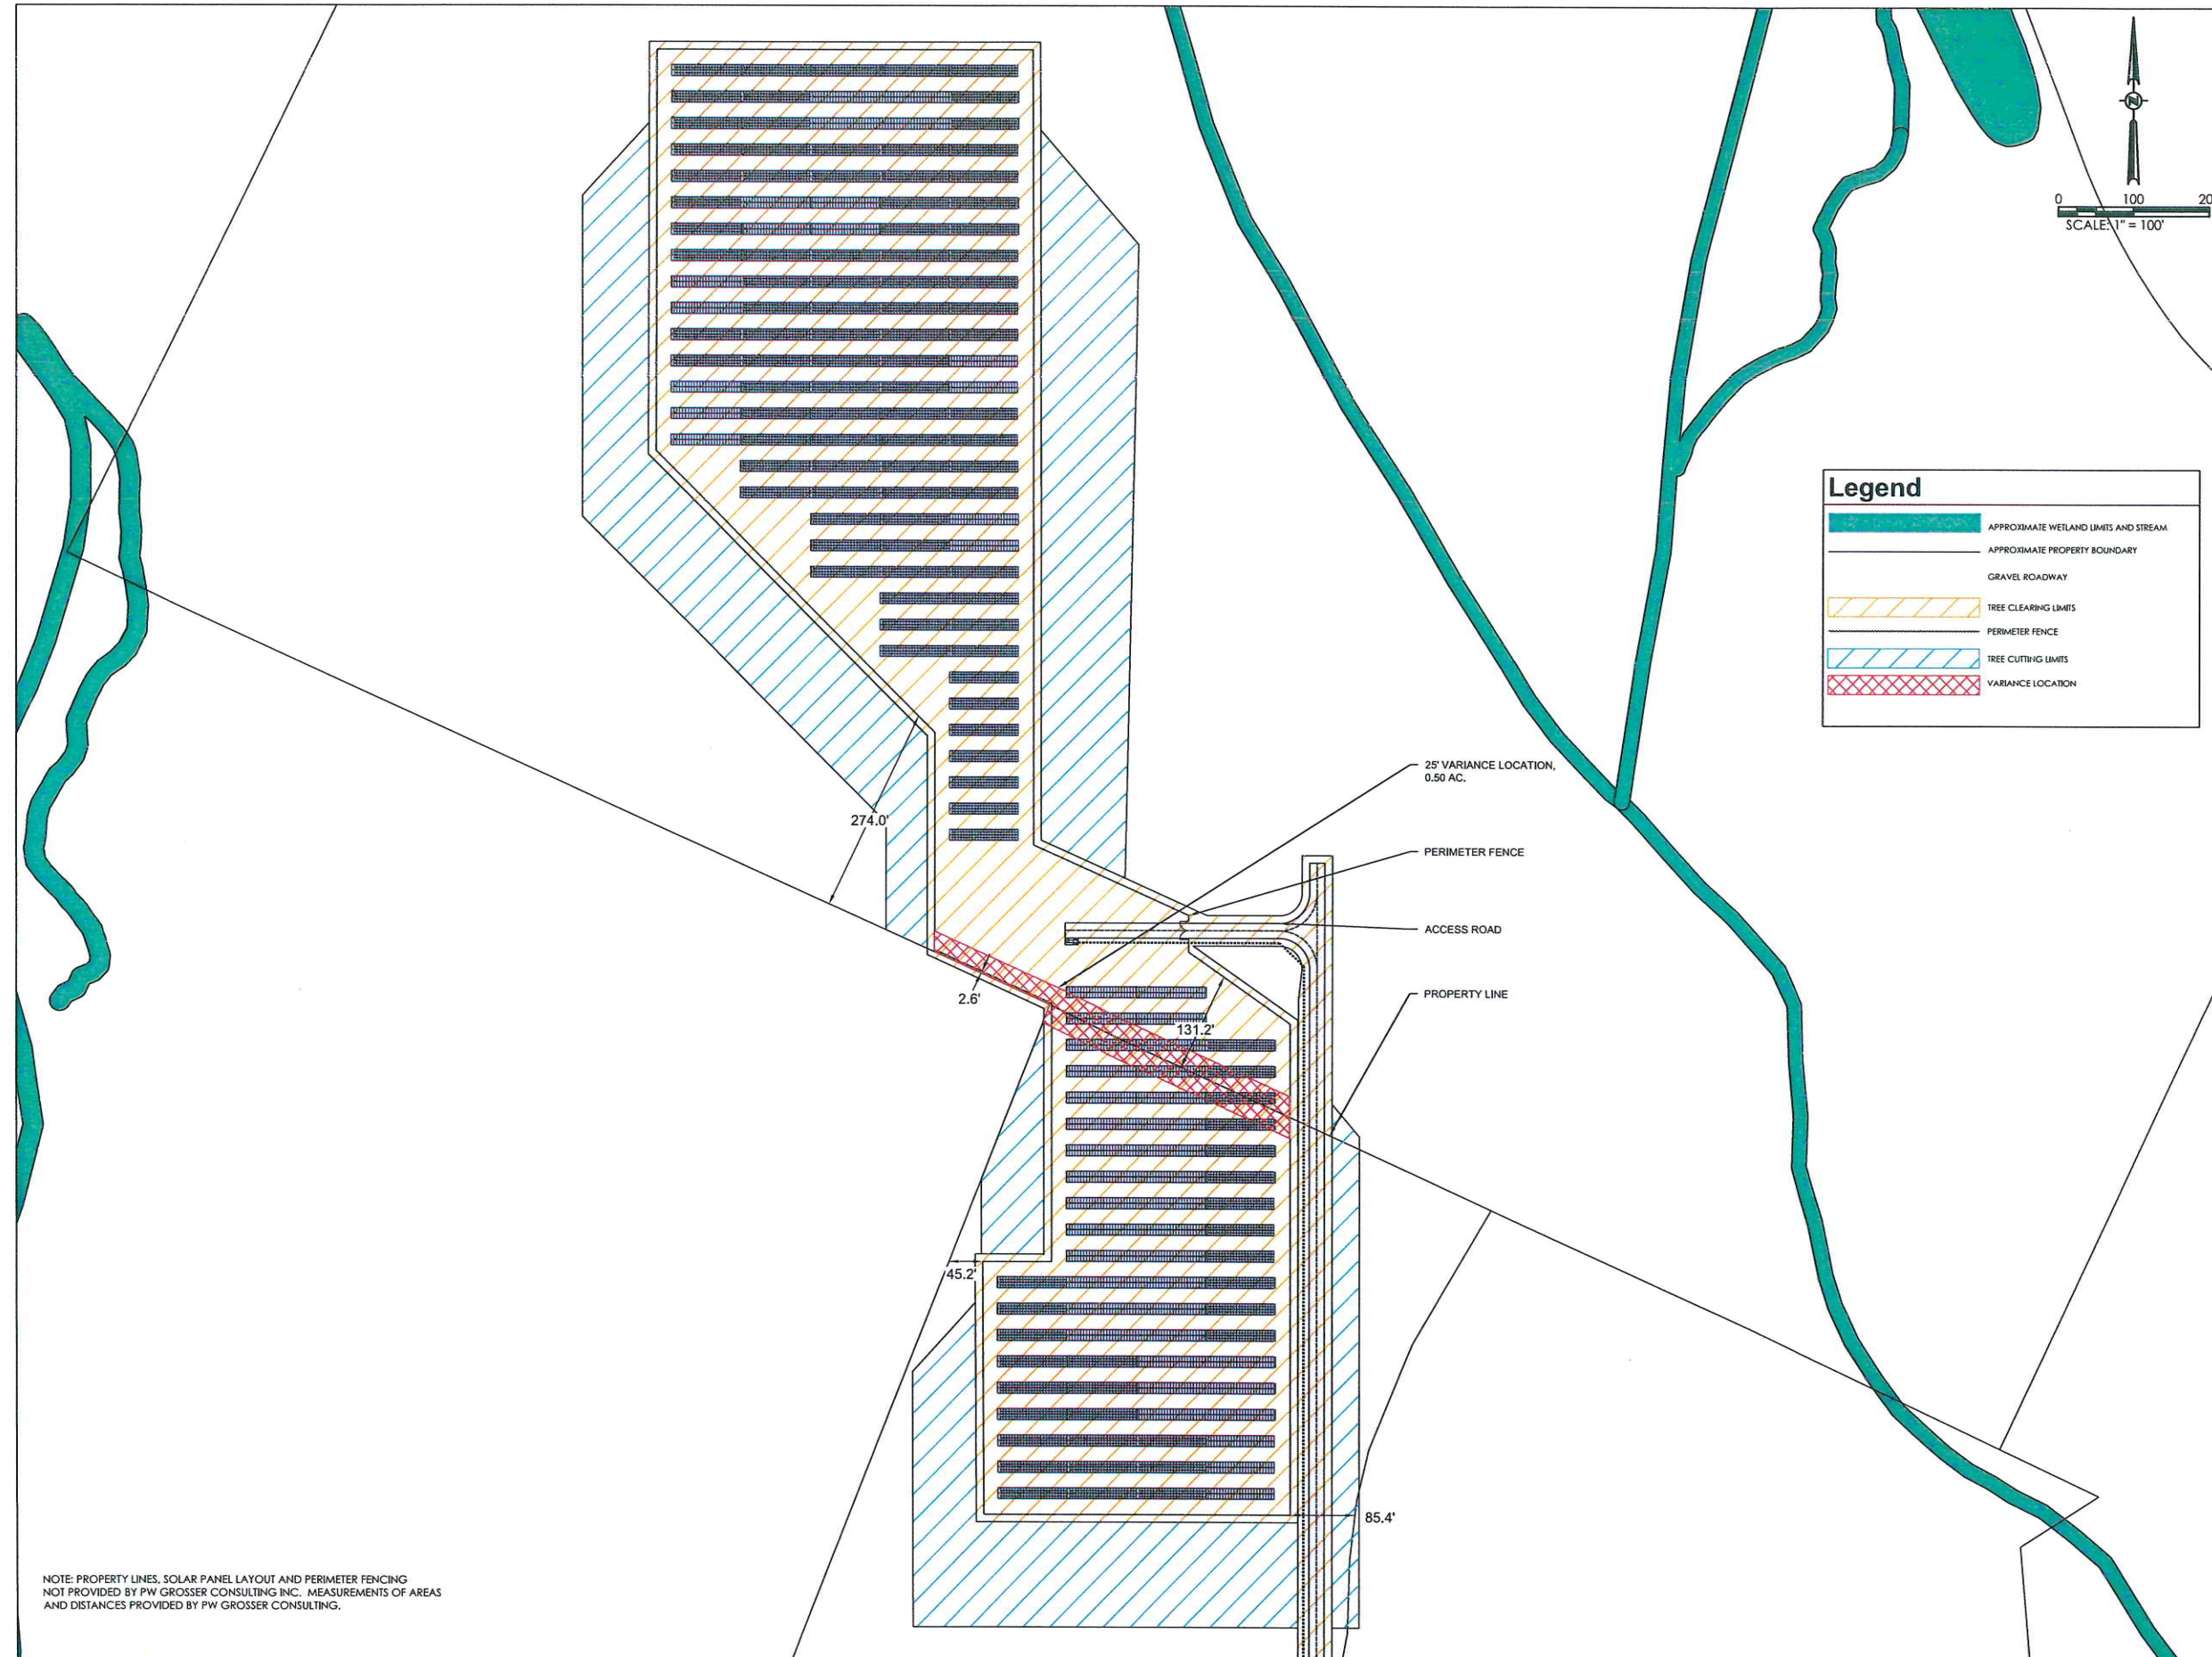 N
0 100 20
SCALE: 1" = 100'
Legend
APPROXIMATE WETLAND LIMITS AND STREAM
APPROXIMATE PROPERTY BOUNDARY
GRAVEL ROADWAY
TREE CLEARING LIMITS
PERIMETER FENCE
TREE CUTTING LIMITS
VARIANCE LOCATION
25' VARIANCE LOCATION,
0.50 AC.
274.0'
PERIMETER FENCE
ACCESS ROAD
2.6'
PROPERTY LINE
131.2'
45.2'
85.4'
NOTE: PROPERTY LINES, SOLAR PANEL LAYOUT AND PERIMETER FENCING
NOT PROVIDED BY PW GROSSER CONSULTING INC. MEASUREMENTS OF AREAS
AND DISTANCES PROVIDED BY PW GROSSER CONSULTING.